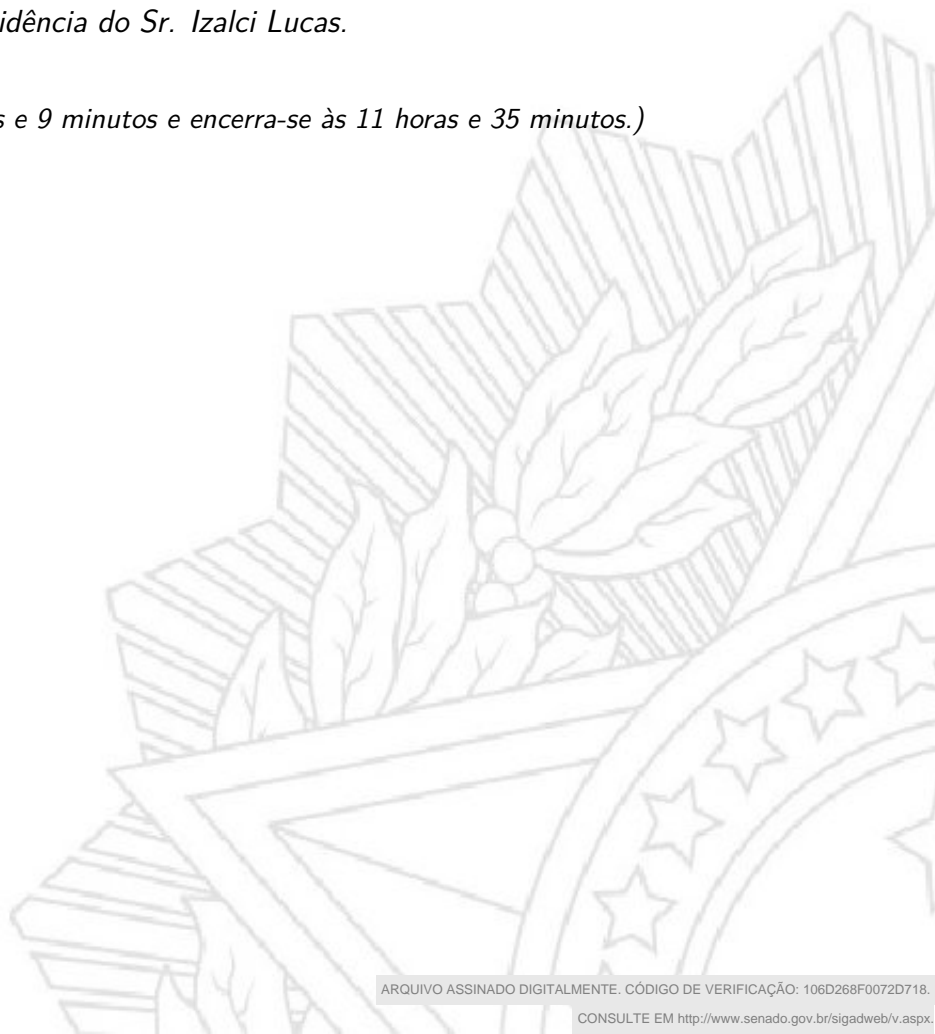 idência do Sr. Izalci Lucas.
s e 9 minutos e encerra-se às 11 horas e 35 minutos.)
ARQUIVO ASSINADO DIGITALMENTE. CÓDIGO DE VERIFICAÇÃO: 106D268F0072D718.
CONSULTE EM http://www.senado.gov.br/sigadweb/v.aspx.